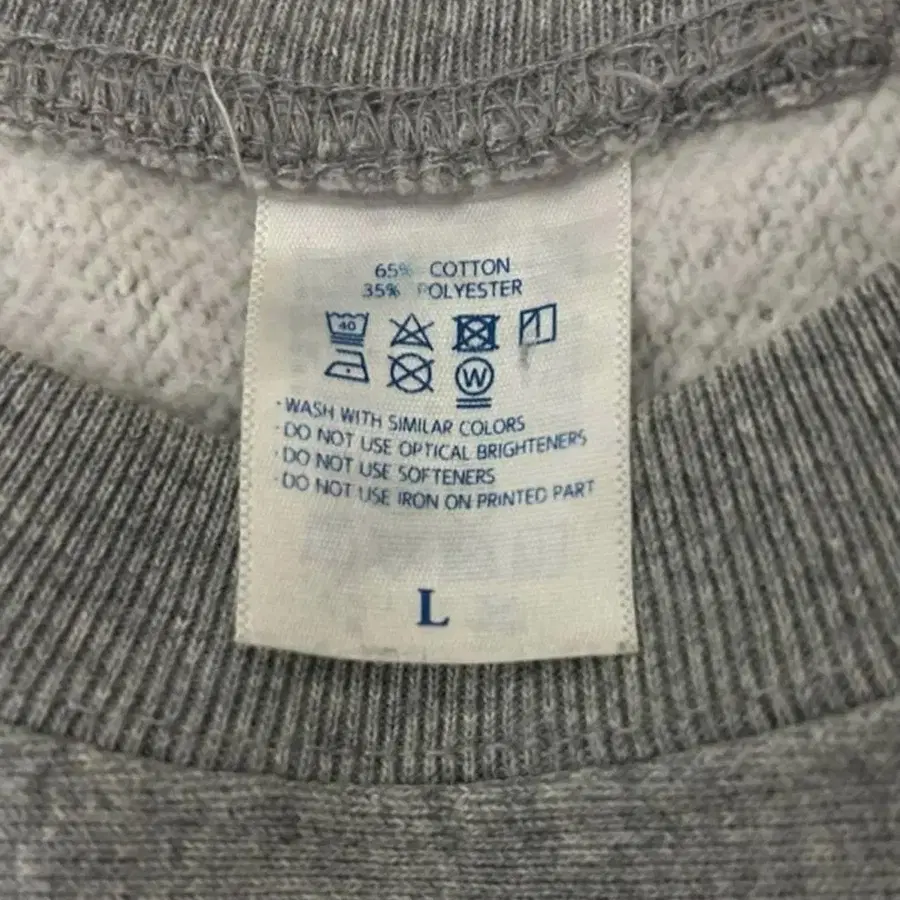 65% COTTON
35% POLYESTER
40
W
·WASH WITH SIMILAR COLORS
·DO NOT USE OPTICAL BRIGHTENERS
·DO NOT USE SOFTENERS
·DO NOT USE IRON ON PRINTED PART
L